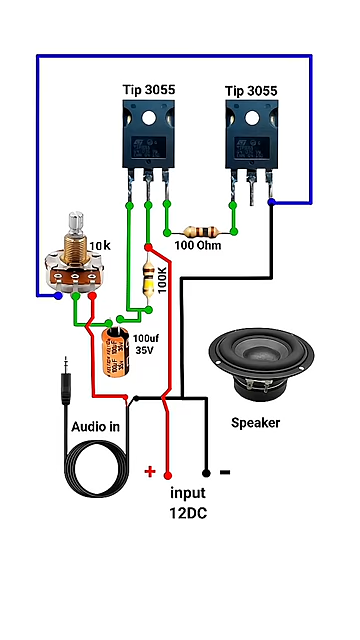 Tip 3055
Tip 3055
10k
100 Ohm
100K
100uf
35V
Audio in
Speaker
+
-
input
12DC